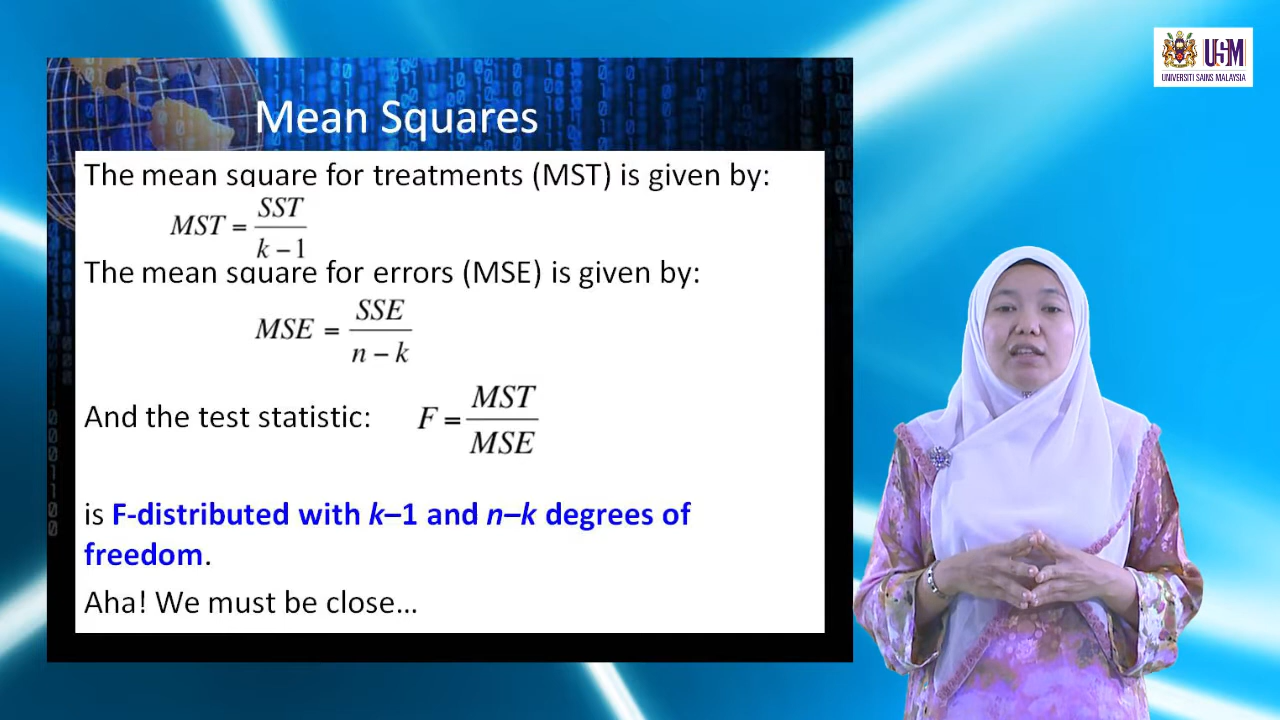 USM
UNIVERSITI SAINS MALAYSIA
Mean Squares
The mean square for treatments (MST) is given by:
MST = SST / k – 1
The mean square for errors (MSE) is given by:
MSE = SSE / n – k
And the test statistic: F = MST / MSE
is F-distributed with k–1 and n–k degrees of
freedom.
Aha! We must be close…